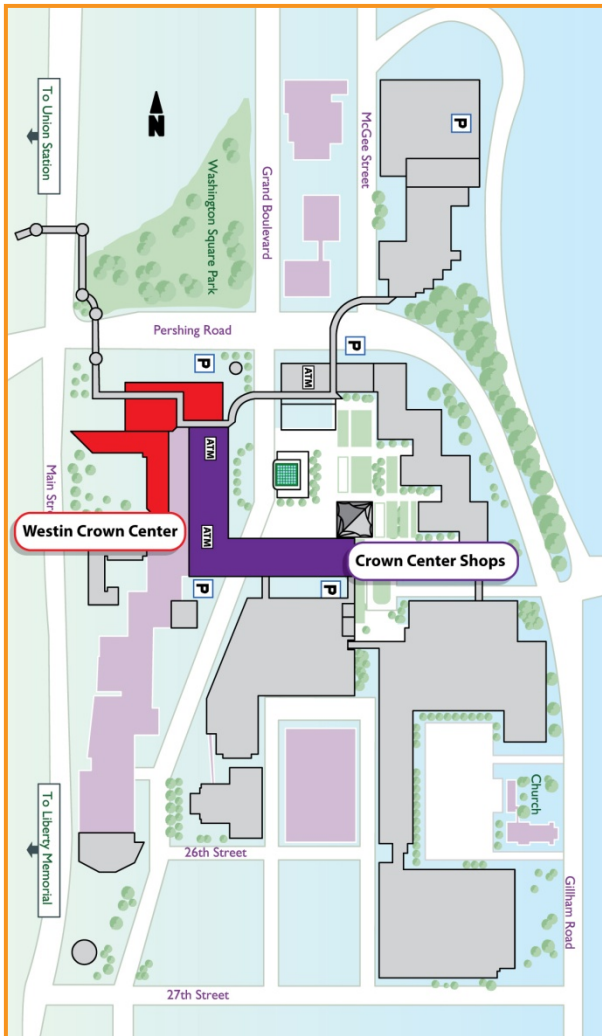 To Union Station
N
Washington Square Park
Grand Boulevard
McGee Street
P
Pershing Road
P
P
ATM
ATM
Main Stre
Westin Crown Center
ATM
Crown Center Shops
P
P
Church
To Liberty Memorial
26th Street
Gillham Road
27th Street